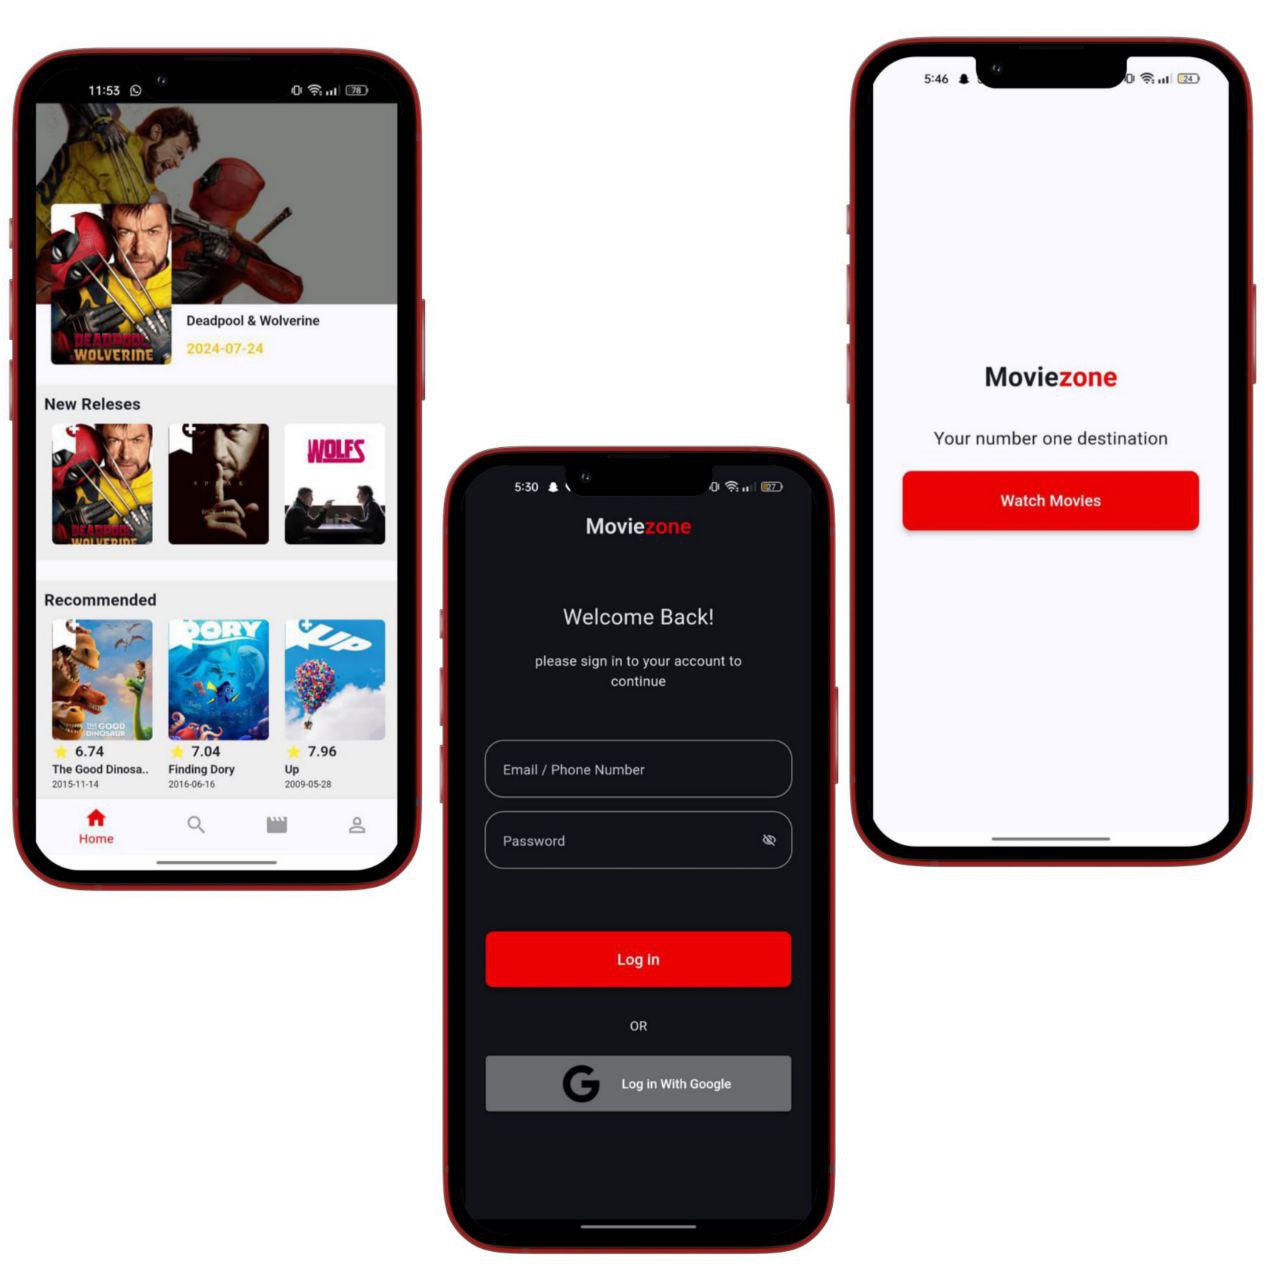 11:53
78
DEADPOOL
WOLVERINE
Deadpool & Wolverine
2024-07-24
New Releses
DEADPOOL
WOLVERINE
SPEAK
WOLFS
Recommended
THE GOOD
DINOSAUR
DORY
UP
6.74
7.04
7.96
The Good Dinosa..
Finding Dory
Up
2015-11-14
2016-06-16
2009-05-28
Home
5:30
27
Moviezone
Welcome Back!
please sign in to your account to
continue
Email / Phone Number
Password
Log in
OR
G
Log in With Google
5:46
24
Moviezone
Your number one destination
Watch Movies